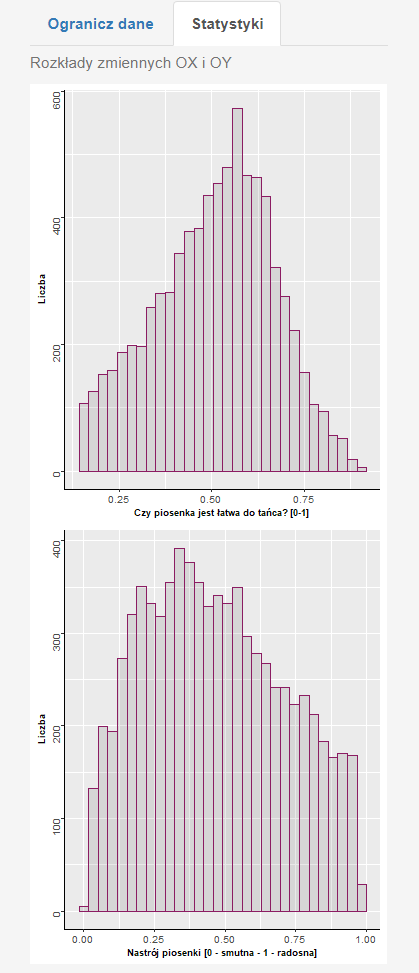 Ogranicz dane Statystyki
Rozkłady zmiennych OX i OY
600
400
200
0
Liczba
0.25 0.50 0.75
Czy piosenka jest łatwa do tańca? [0-1]
400
300
200
100
0
Liczba
0.00 0.25 0.50 0.75 1.00
Nastrój piosenki [0 - smutna - 1 - radosna]